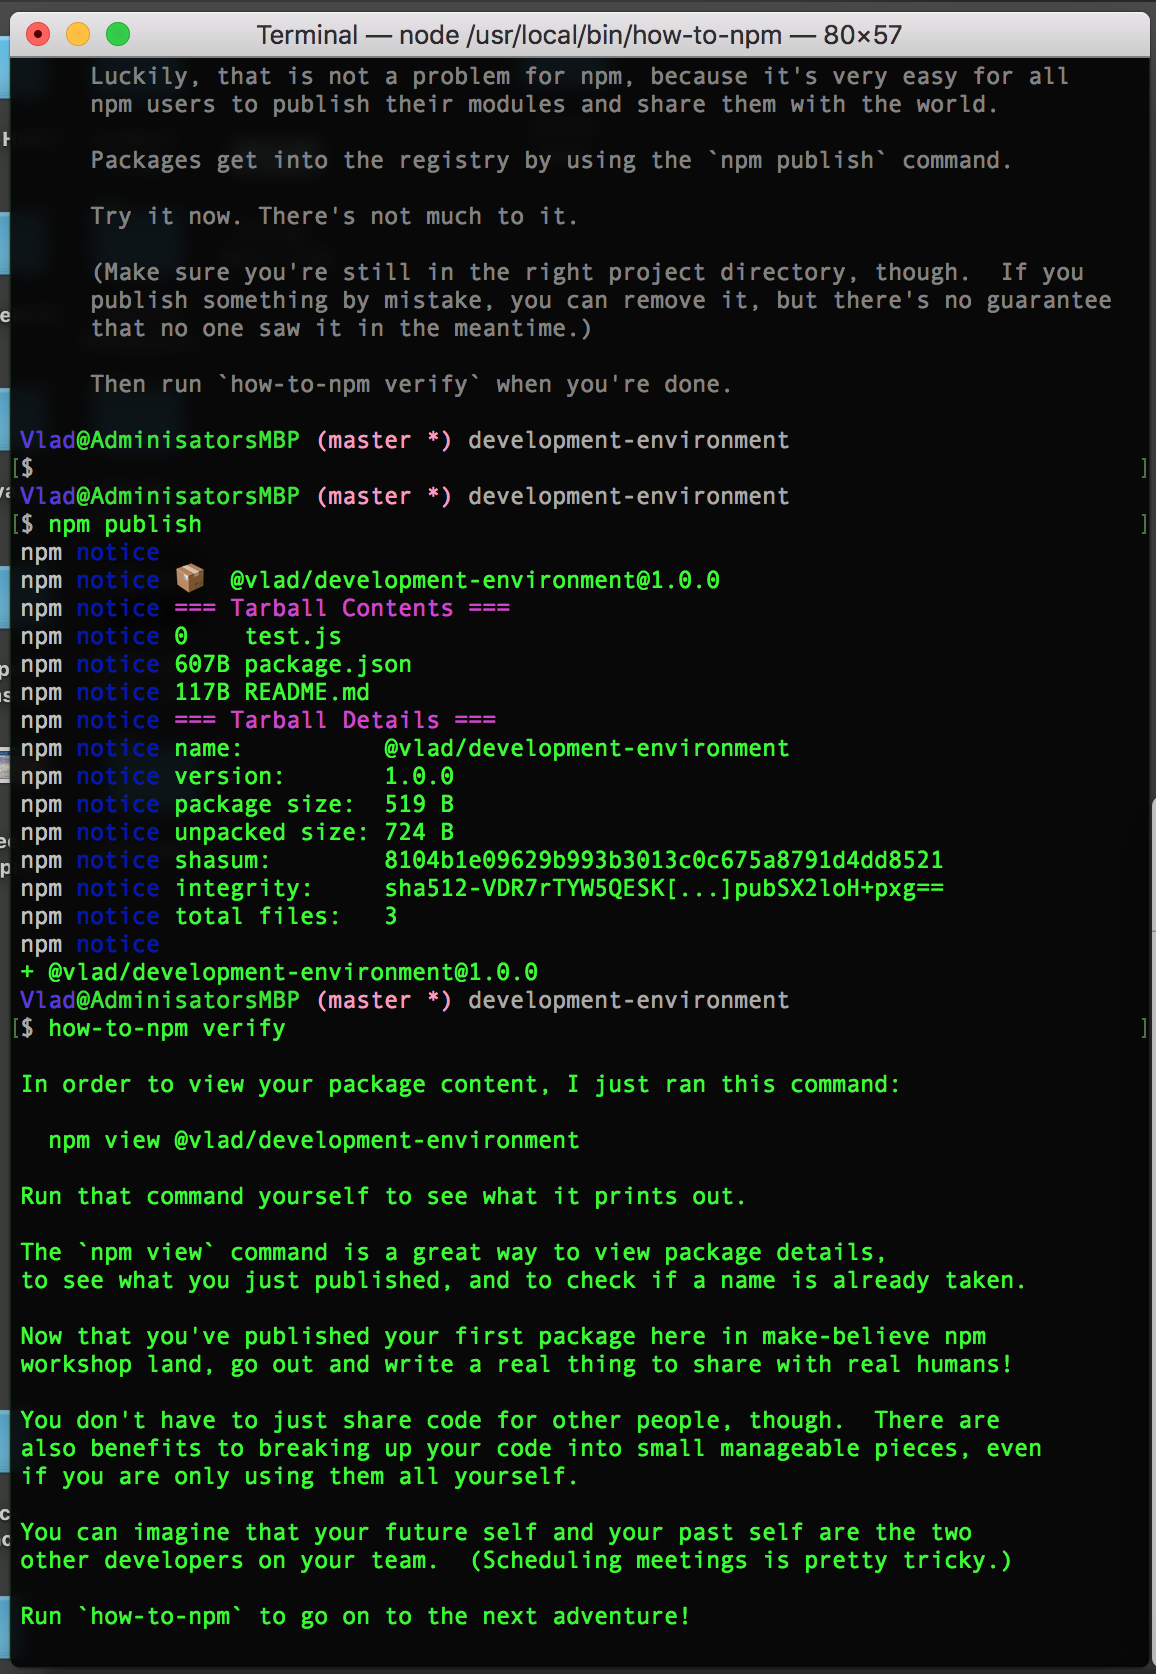 Terminal — node /usr/local/bin/how-to-npm — 80×57
Luckily, that is not a problem for npm, because it's very easy for all
npm users to publish their modules and share them with the world.
Packages get into the registry by using the `npm publish` command.
Try it now. There's not much to it.
(Make sure you're still in the right project directory, though.  If you
publish something by mistake, you can remove it, but there's no guarantee
that no one saw it in the meantime.)
Then run `how-to-npm verify` when you're done.
Vlad@AdminisatorsMBP (master *) development-environment
[$ ]
Vlad@AdminisatorsMBP (master *) development-environment
[$ npm publish ]
npm notice
npm notice 📦  @vlad/development-environment@1.0.0
npm notice === Tarball Contents ===
npm notice 0    test.js
npm notice 607B package.json
npm notice 117B README.md
npm notice === Tarball Details ===
npm notice name:          @vlad/development-environment
npm notice version:       1.0.0
npm notice package size:  519 B
npm notice unpacked size: 724 B
npm notice shasum:        8104b1e09629b993b3013c0c675a8791d4dd8521
npm notice integrity:     sha512-VDR7rTYW5QESK[...]pubSX2loH+pxg==
npm notice total files:   3
npm notice
+ @vlad/development-environment@1.0.0
Vlad@AdminisatorsMBP (master *) development-environment
[$ how-to-npm verify ]
In order to view your package content, I just ran this command:
npm view @vlad/development-environment
Run that command yourself to see what it prints out.
The `npm view` command is a great way to view package details,
to see what you just published, and to check if a name is already taken.
Now that you've published your first package here in make-believe npm
workshop land, go out and write a real thing to share with real humans!
You don't have to just share code for other people, though.  There are
also benefits to breaking up your code into small manageable pieces, even
if you are only using them all yourself.
You can imagine that your future self and your past self are the two
other developers on your team.  (Scheduling meetings is pretty tricky.)
Run `how-to-npm` to go on to the next adventure!